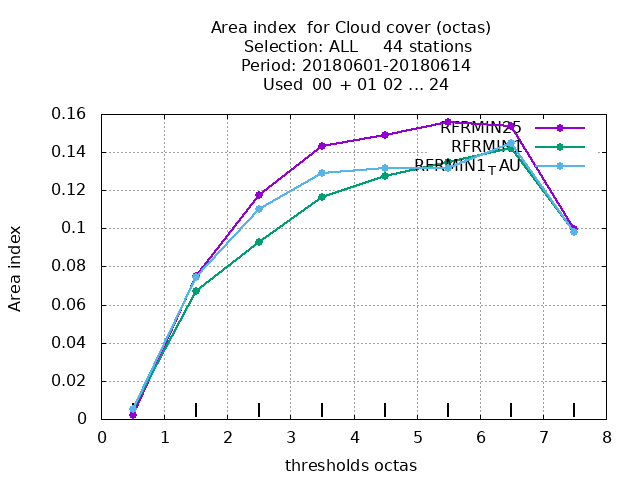 Area index  for Cloud cover (octas)
Selection: ALL     44 stations
Period: 20180601-20180614
Used  00  + 01 02 ... 24
RFRMIN25
RFRMIN1
RFRMIN1TAU
0.16
0.14
0.12
0.1
0.08
0.06
0.04
0.02
0
Area index
0 1 2 3 4 5 6 7 8
thresholds octas